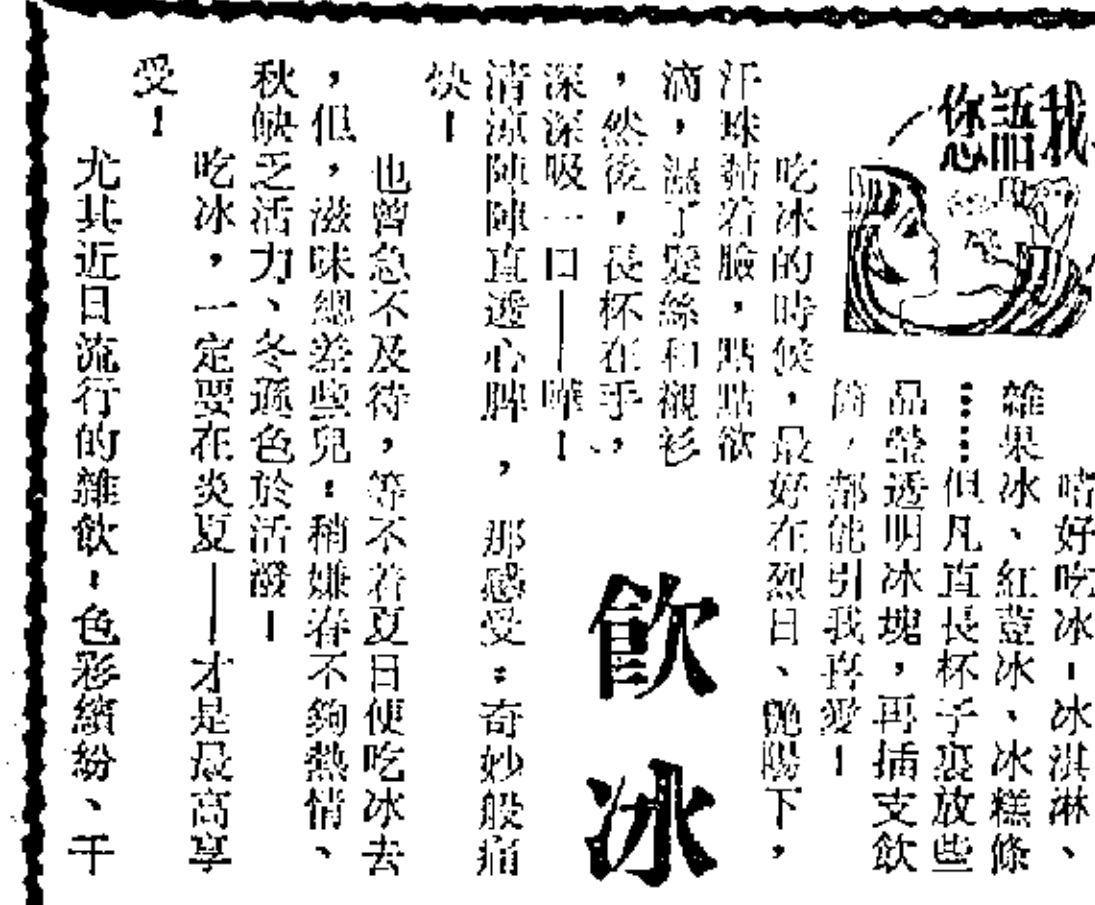 我語您
飲冰
嗜好吃冰！冰淇淋、
雜果冰、紅荳冰、冰糕條
……但凡直長杯子裏放些
晶瑩透明冰塊，再插支飲
筒，都能引我喜愛！
吃冰的時候，最好在烈日、艷陽下，
汗珠黏着臉，點點欲
滴，濕了髮絲和襯衫
，然後，長杯在手，
深深吸一口——嘩！
清涼陣陣直透心脾，那感受：奇妙般痛
快！
也曾急不及待，等不着夏日便吃冰去
，但，滋味總差些兒：稍嫌春不夠熱情、
秋缺乏活力、冬遜色於活潑！
吃冰，一定要在炎夏——才是最高享
受！
尤其近日流行的雜飲：色彩繽紛、干